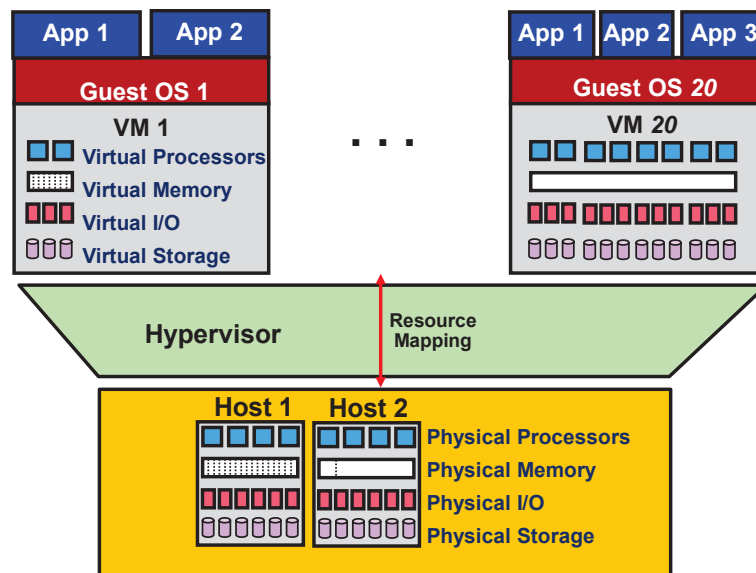 App 1
App 2
App 1
App 2
App 3
Guest OS 1
Guest OS 20
VM 1
VM 20
Virtual Processors
Virtual Memory
Virtual I/O
Virtual Storage
. . .
Hypervisor
Resource
Mapping
Host 1
Host 2
Physical Processors
Physical Memory
Physical I/O
Physical Storage